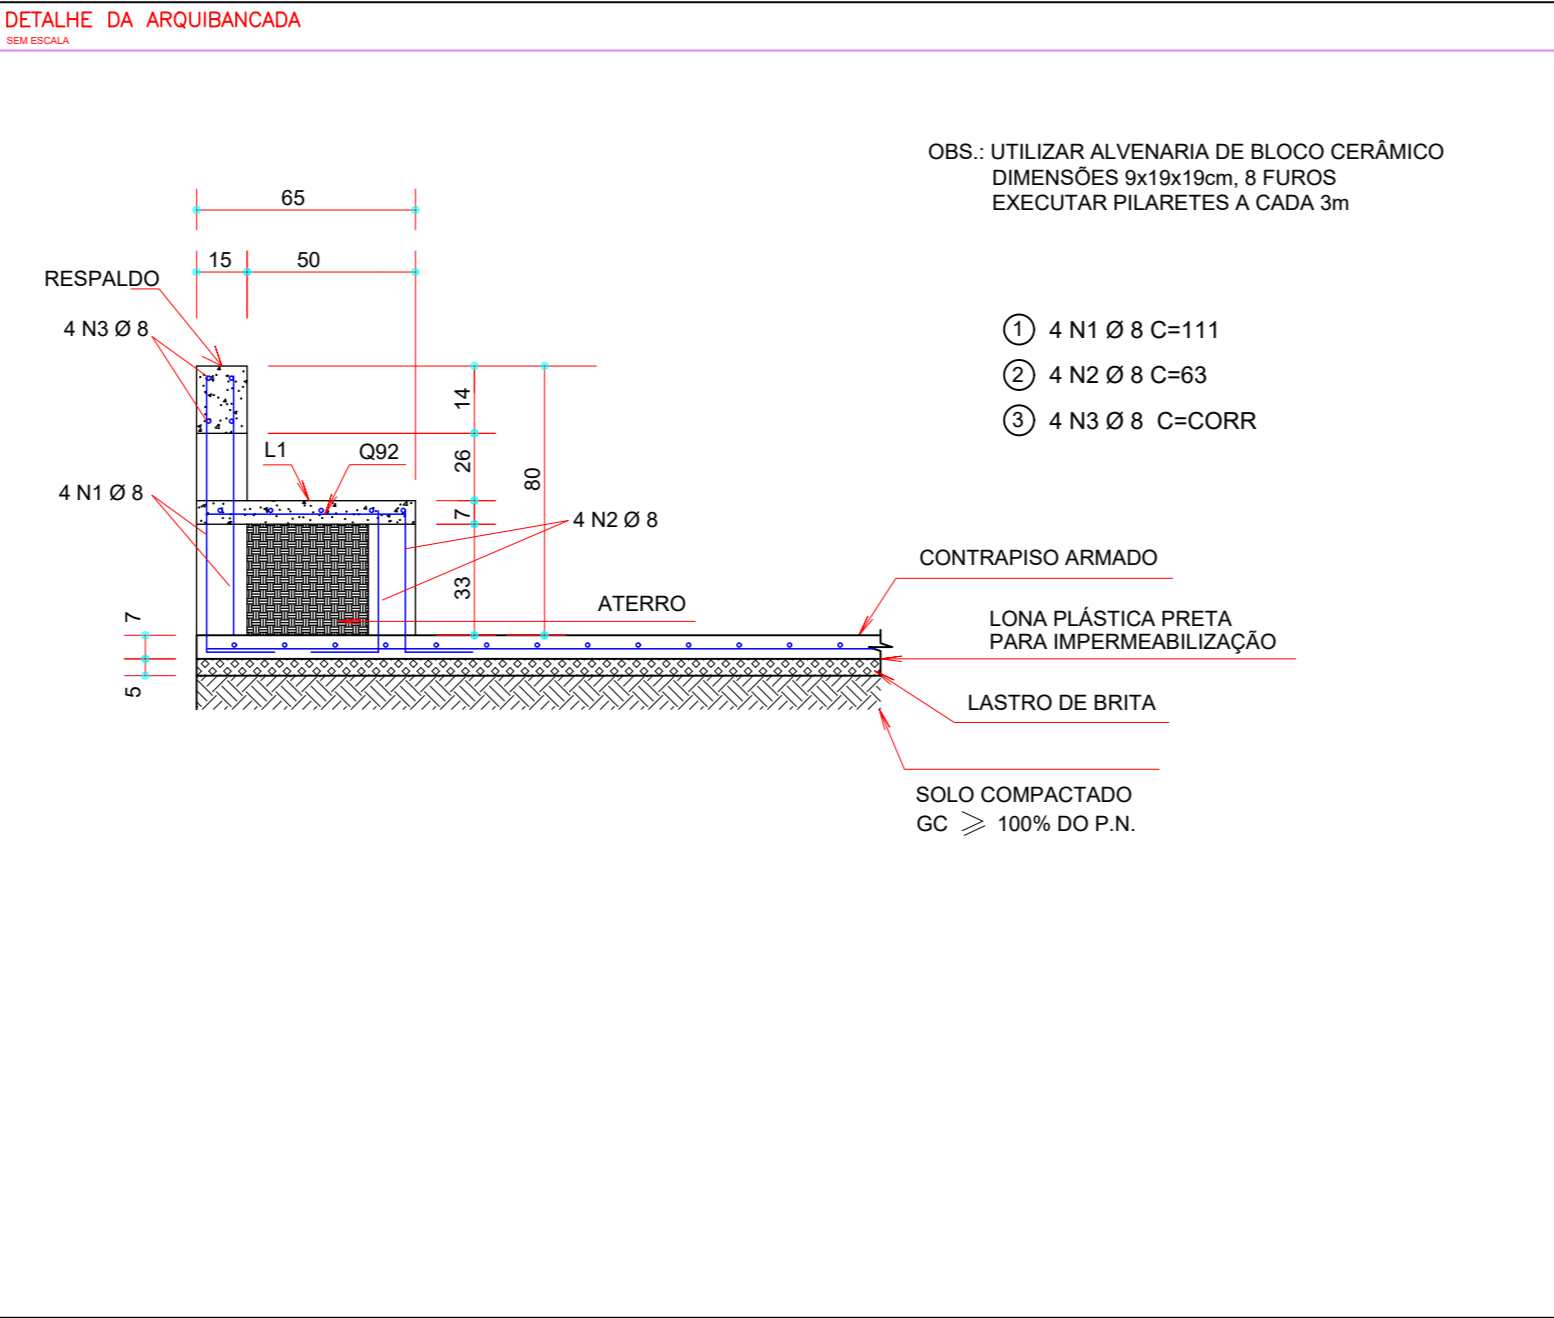 DETALHE DA ARQUIBANCADA
SEM ESCALA
OBS.: UTILIZAR ALVENARIA DE BLOCO CERÂMICO
DIMENSÕES 9x19x19cm, 8 FUROS
EXECUTAR PILARETES A CADA 3m
65
15
50
RESPALDO
4 N3 Ø 8
1 4 N1 Ø 8 C=111
2 4 N2 Ø 8 C=63
3 4 N3 Ø 8 C=CORR
14
L1
Q92
26
80
4 N1 Ø 8
7
4 N2 Ø 8
33
CONTRAPISO ARMADO
ATERRO
7
LONA PLÁSTICA PRETA
PARA IMPERMEABILIZAÇÃO
5
LASTRO DE BRITA
SOLO COMPACTADO
GC ⩾ 100% DO P.N.